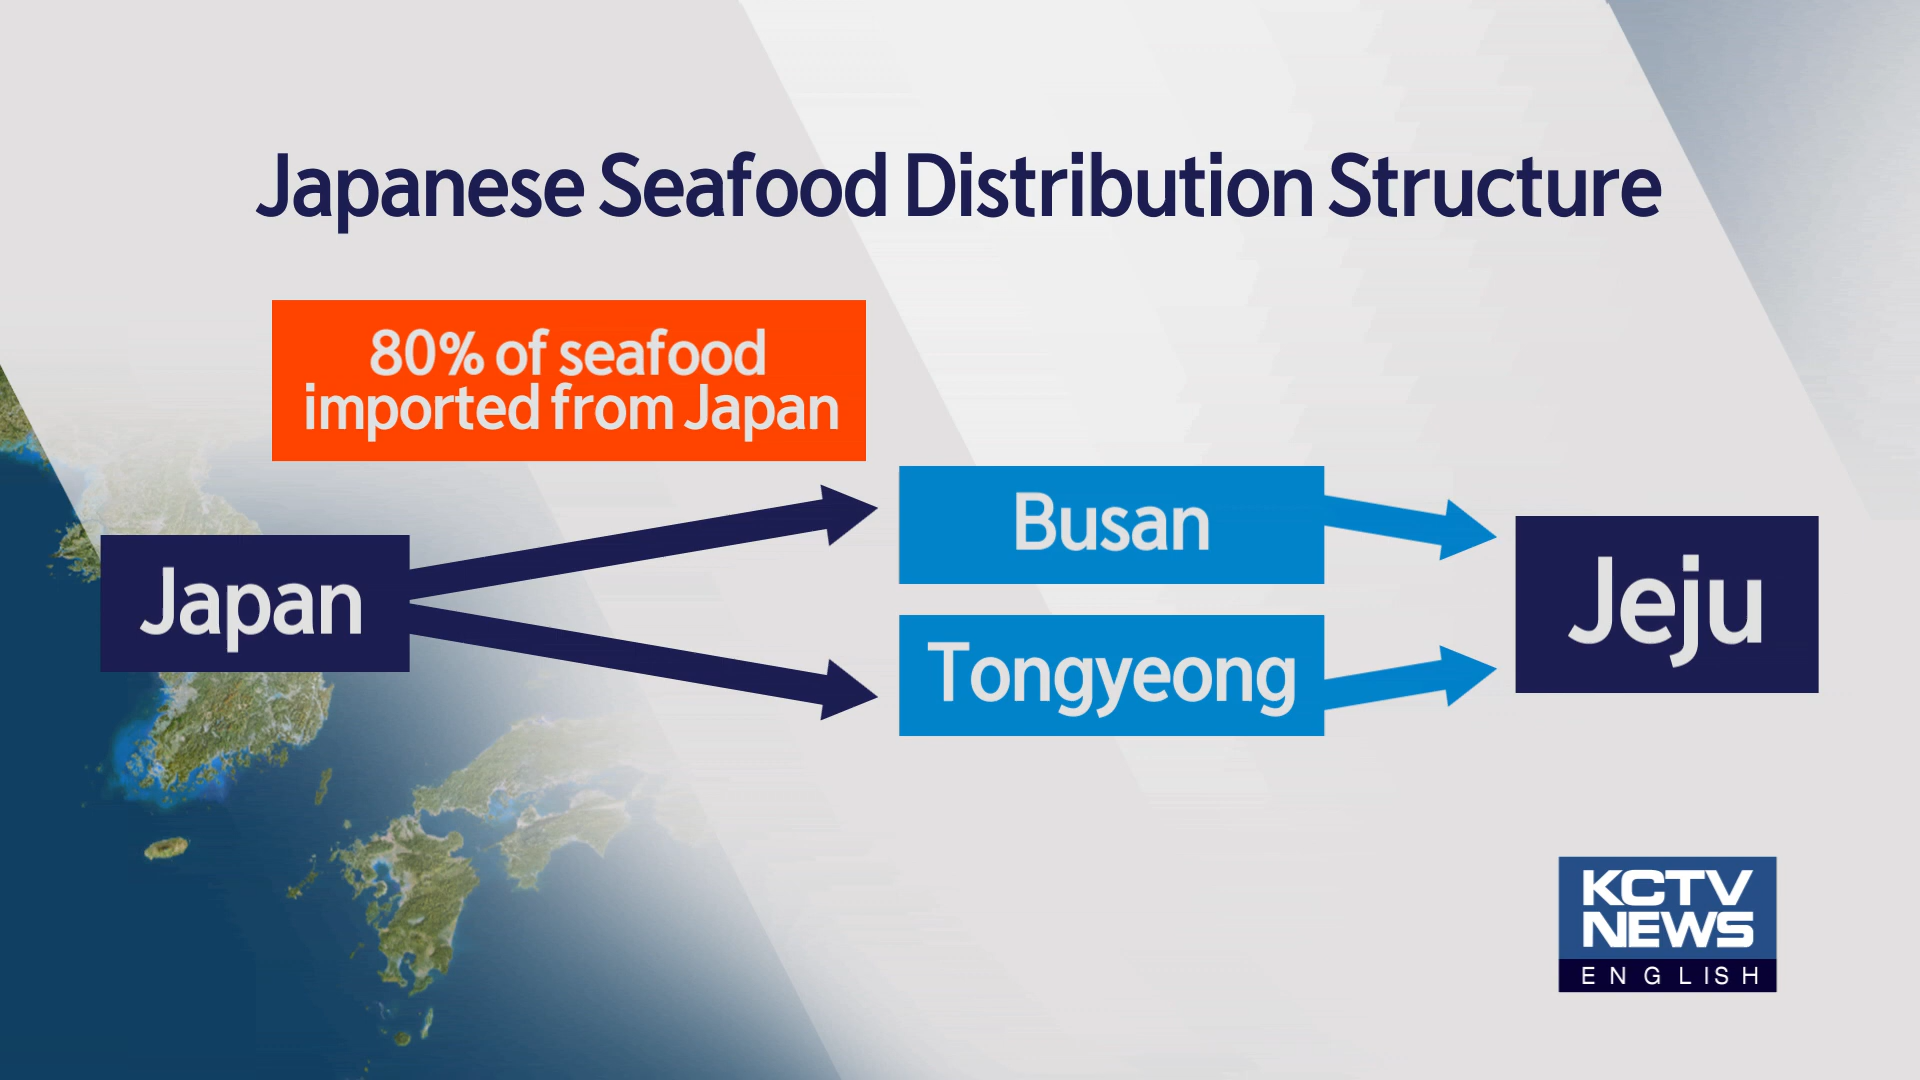 Japanese Seafood Distribution Structure
80% of seafood
imported from Japan
Japan
Busan
Tongyeong
Jeju
KCTV
NEWS
ENGLISH